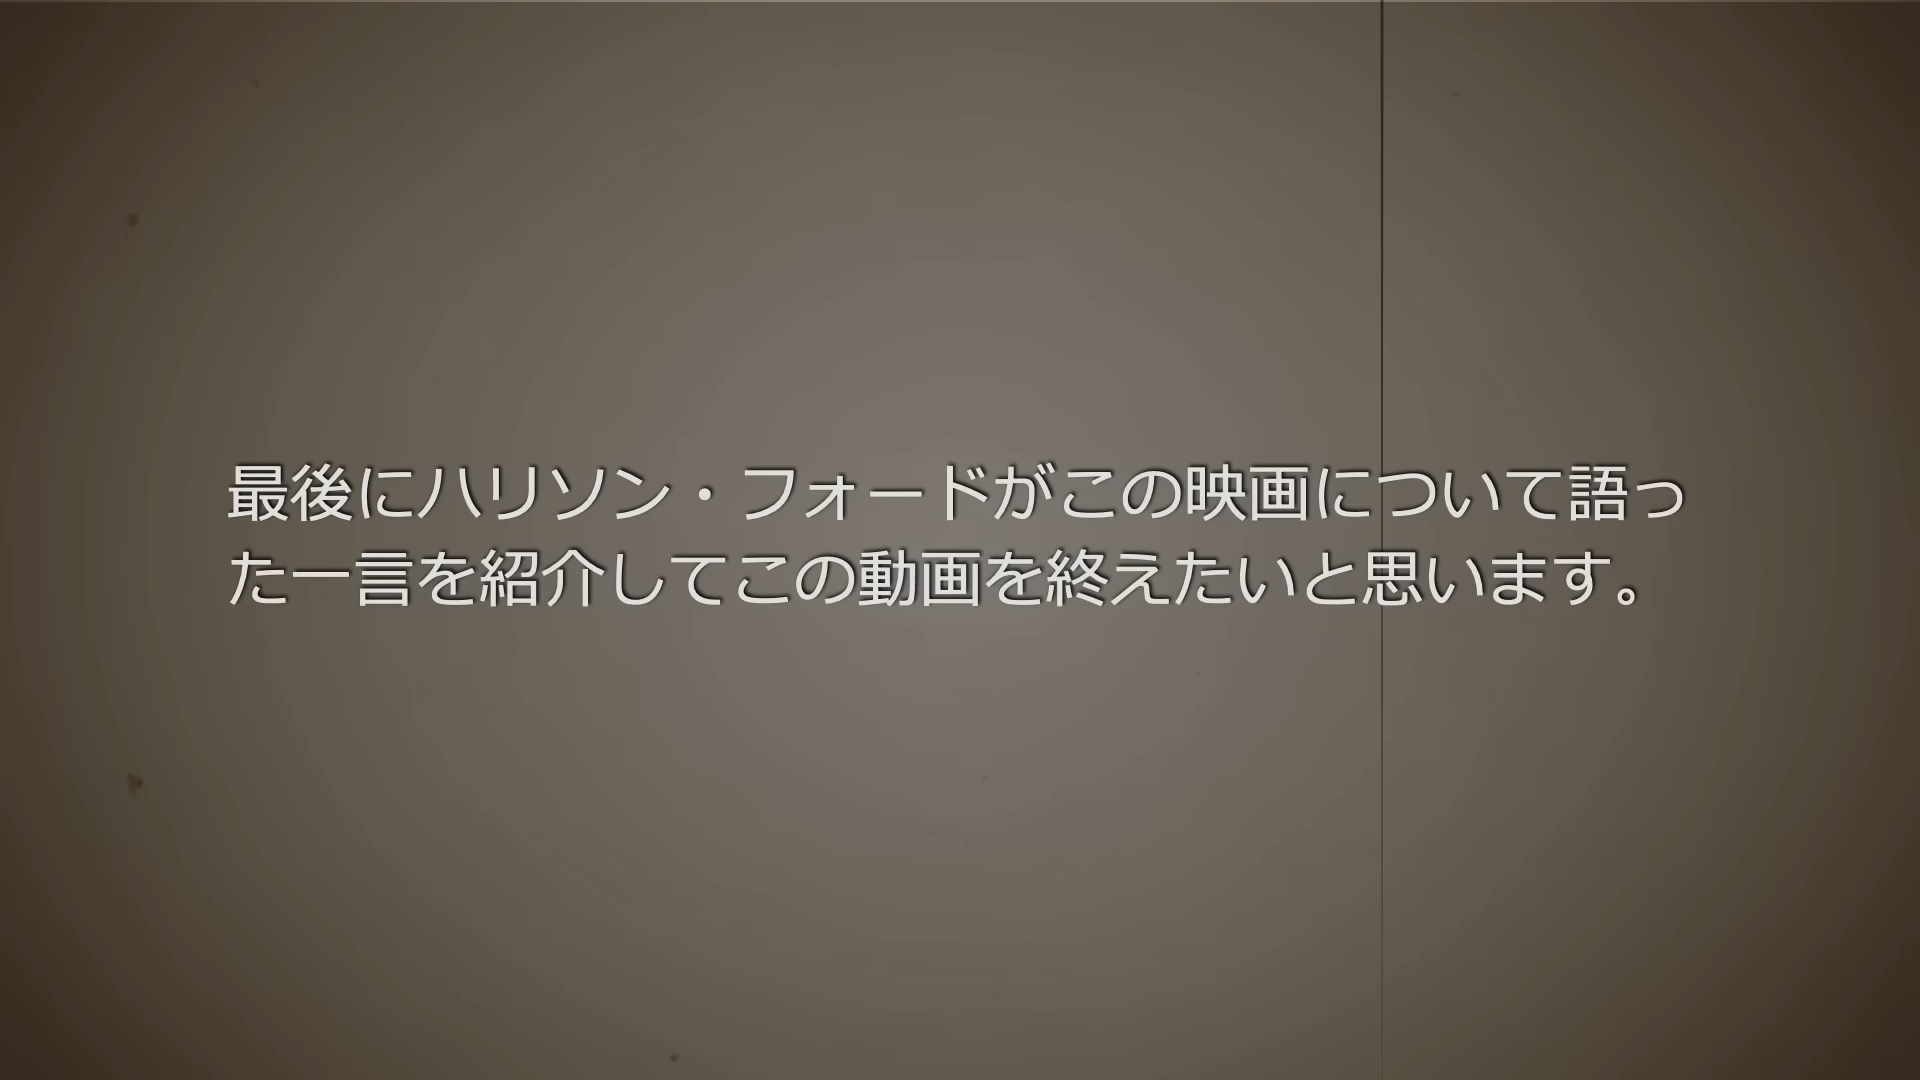 最後にハリソン・フォードがこの映画について語っ
た一言を紹介してこの動画を終えたいと思います。